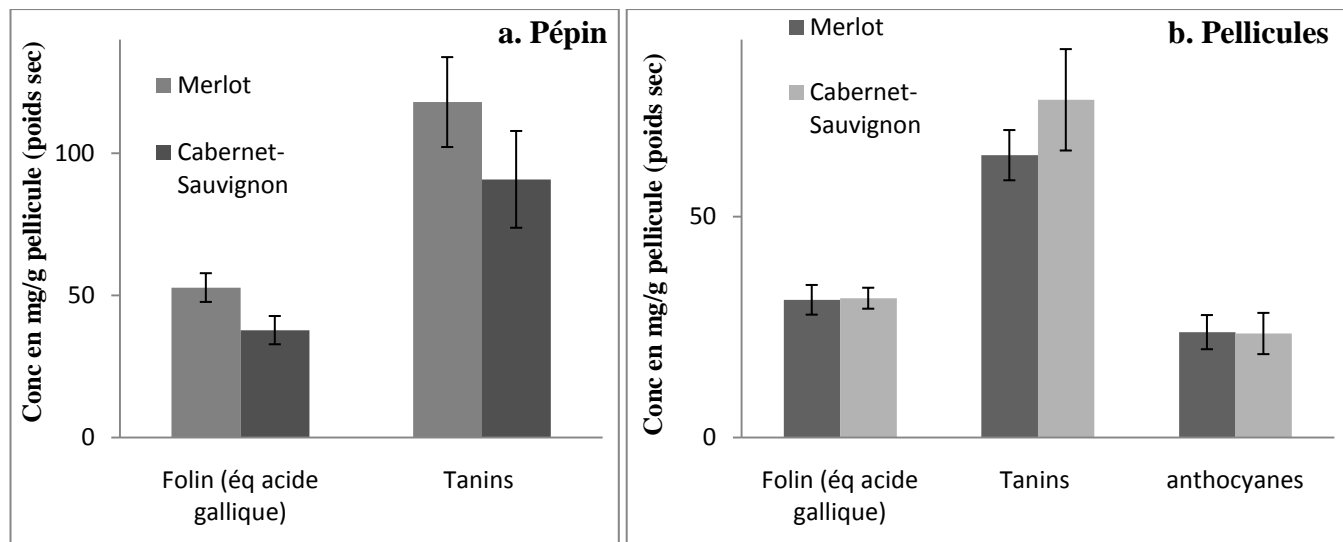 a. Pépin
Conc en mg/g pellicule (poids sec)
Merlot
Cabernet-
Sauvignon
100
50
0
Folin (éq acide
gallique)
Tanins
b. Pellicules
Conc en mg/g pellicule (poids sec)
Merlot
Cabernet-
Sauvignon
50
0
Folin (éq acide
gallique)
Tanins
anthocyanes